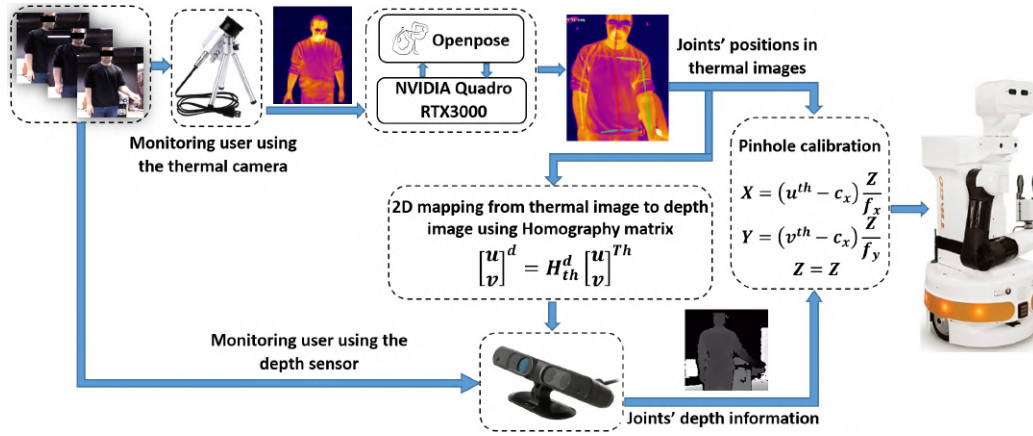 Openpose
NVIDIA Quadro
RTX3000
Joints' positions in
thermal images
Monitoring user using
the thermal camera
Pinhole calibration
X = (u^th − c_x) Z/f_x
Y = (v^th − c_x) Z/f_y
Z = Z
2D mapping from thermal image to depth
image using Homography matrix
[u v]^d = H_th^d [u v]^Th
Monitoring user using the
depth sensor
Joints' depth information